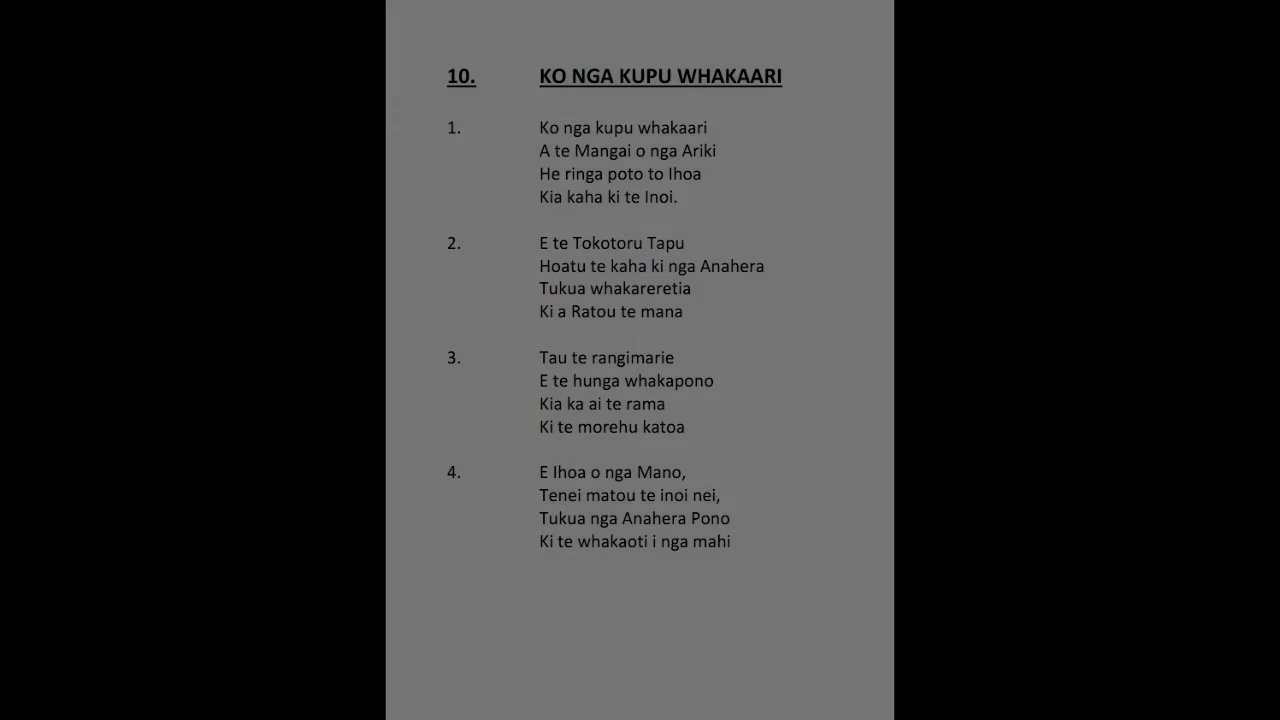 10. KO NGA KUPU WHAKAARI
1. Ko nga kupu whakaari
A te Mangai o nga Ariki
He ringa poto to Ihoa
Kia kaha ki te Inoi.
2. E te Tokotoru Tapu
Hoatu te kaha ki nga Anahera
Tukua whakareretia
Ki a Ratou te mana
3. Tau te rangimarie
E te hunga whakapono
Kia ka ai te rama
Ki te morehu katoa
4. E Ihoa o nga Mano,
Tenei matou te inoi nei,
Tukua nga Anahera Pono
Ki te whakaoti i nga mahi